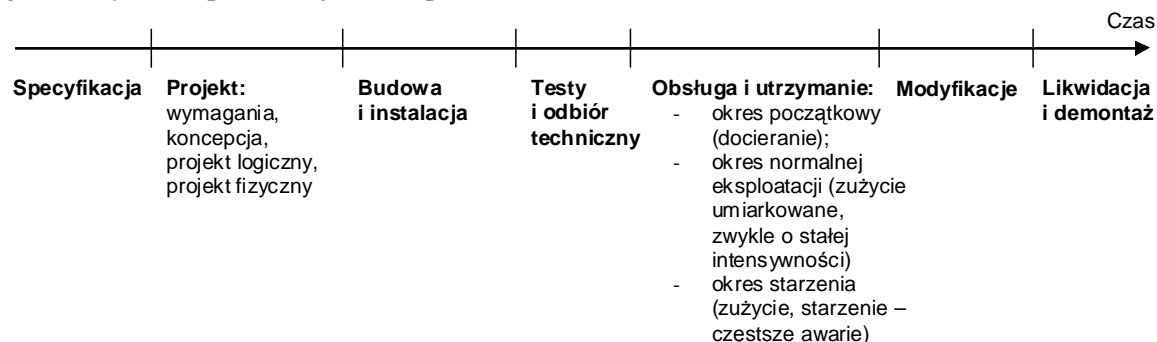 Czas
Specyfikacja
Projekt:
wymagania,
koncepcja,
projekt logiczny,
projekt fizyczny
Budowa
i instalacja
Testy
i odbiór
techniczny
Obsługa i utrzymanie:
- okres początkowy
(docieranie);
- okres normalnej
eksploatacji (zużycie
umiarkowane,
zwykle o stałej
intensywności)
- okres starzenia
(zużycie, starzenie –
częstsze awarie)
Modyfikacje
Likwidacja
i demontaż